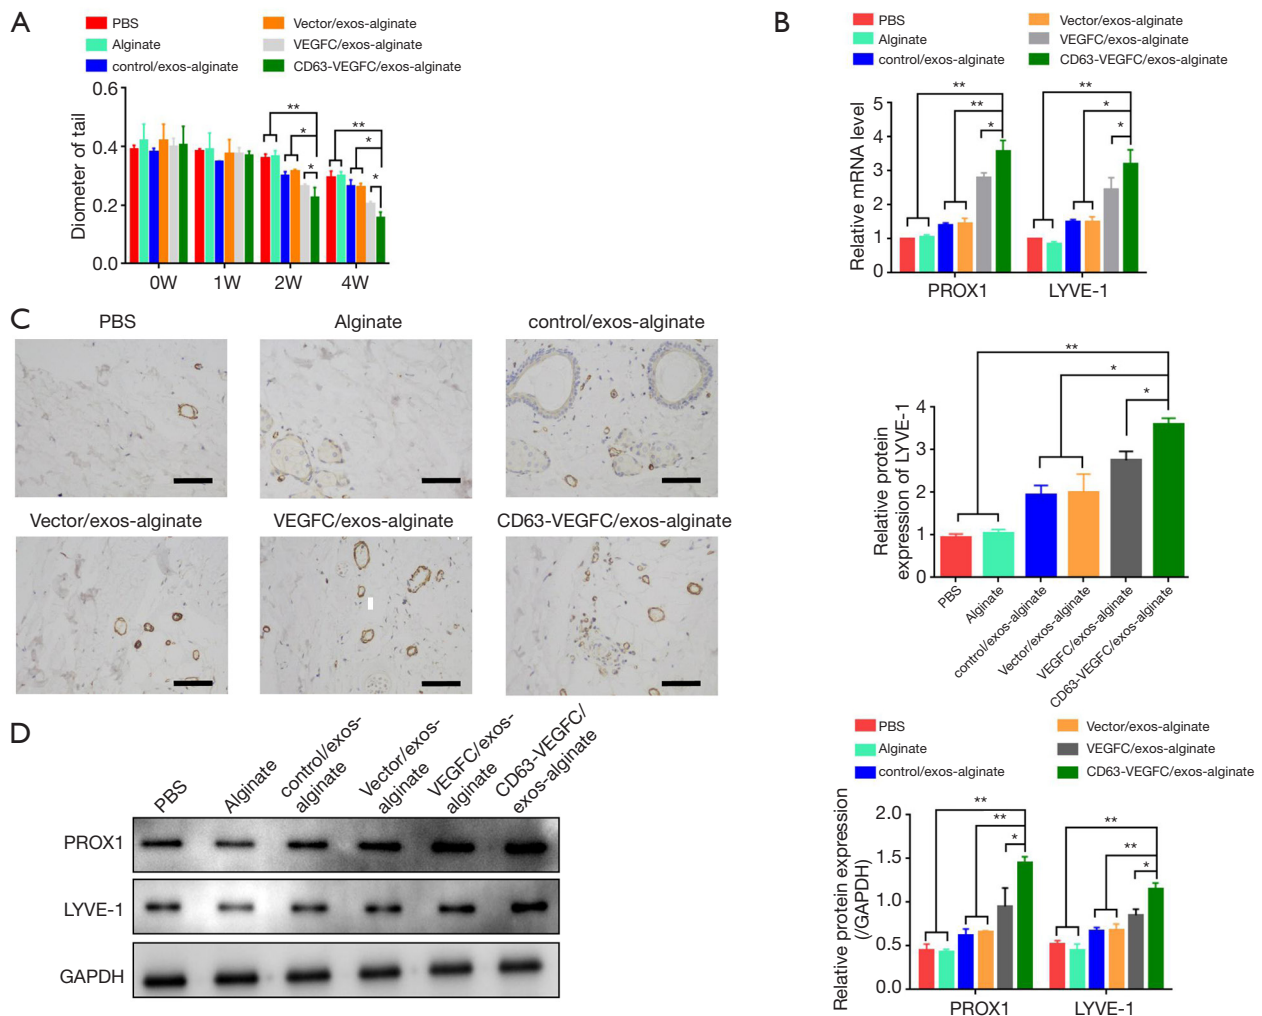 A
PBS
Alginate
control/exos-alginate
Vector/exos-alginate
VEGFC/exos-alginate
CD63-VEGFC/exos-alginate
Diometer of tail
0.6
0.4
0.2
0.0
**
*
*
**
*
*
0W
1W
2W
4W
B
PBS
Alginate
control/exos-alginate
Vector/exos-alginate
VEGFC/exos-alginate
CD63-VEGFC/exos-alginate
Relative mRNA level
5
4
3
2
1
0
**
**
*
**
*
*
PROX1
LYVE-1
C
PBS
Alginate
control/exos-alginate
Vector/exos-alginate
VEGFC/exos-alginate
CD63-VEGFC/exos-alginate
Relative protein
expression of LYVE-1
4
3
2
1
0
**
*
*
PBS
Alginate
control/exos-alginate
Vector/exos-alginate
VEGF/exos-alginate
CD63-VEGF/exos-alginate
D
PBS
Alginate
control/exos-
alginate
Vector/exos-
alginate
VEGFC/exos-
alginate
CD63-VEGFC/
exos-alginate
PROX1
LYVE-1
GAPDH
PBS
Alginate
control/exos-alginate
Vector/exos-alginate
VEGFC/exos-alginate
CD63-VEGFC/exos-alginate
Relative protein expression
(/GAPDH)
2.0
1.5
1.0
0.5
0.0
**
**
*
**
**
*
PROX1
LYVE-1